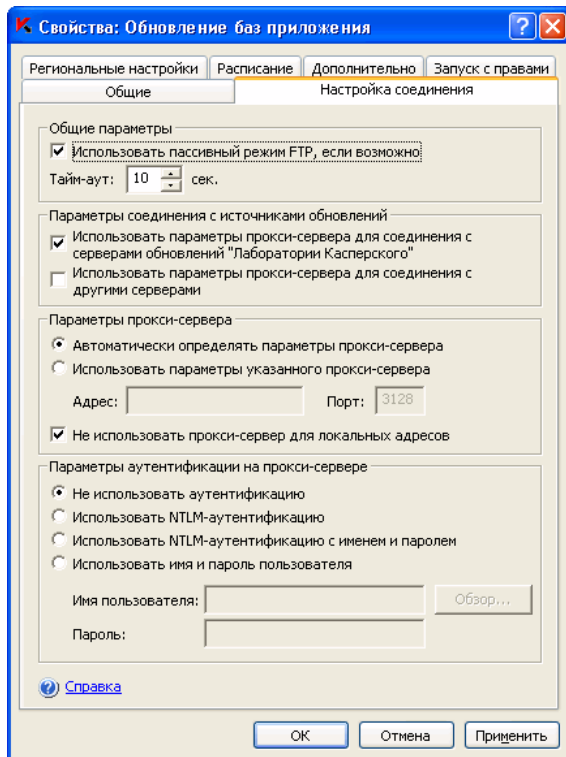 Свойства: Обновление баз приложения
Региональные настройки Расписание Дополнительно Запуск с правами
Общие Настройка соединения
Общие параметры
Использовать пассивный режим FTP, если возможно
Тайм-аут: 10 сек.
Параметры соединения с источниками обновлений
Использовать параметры прокси-сервера для соединения с
серверами обновлений "Лаборатории Касперского"
Использовать параметры прокси-сервера для соединения с
другими серверами
Параметры прокси-сервера
Автоматически определять параметры прокси-сервера
Использовать параметры указанного прокси-сервера
Адрес: Порт: 3128
Не использовать прокси-сервер для локальных адресов
Параметры аутентификации на прокси-сервере
Не использовать аутентификацию
Использовать NTLM-аутентификацию
Использовать NTLM-аутентификацию с именем и паролем
Использовать имя и пароль пользователя
Имя пользователя: Обзор...
Пароль:
Справка
ОК Отмена Применить